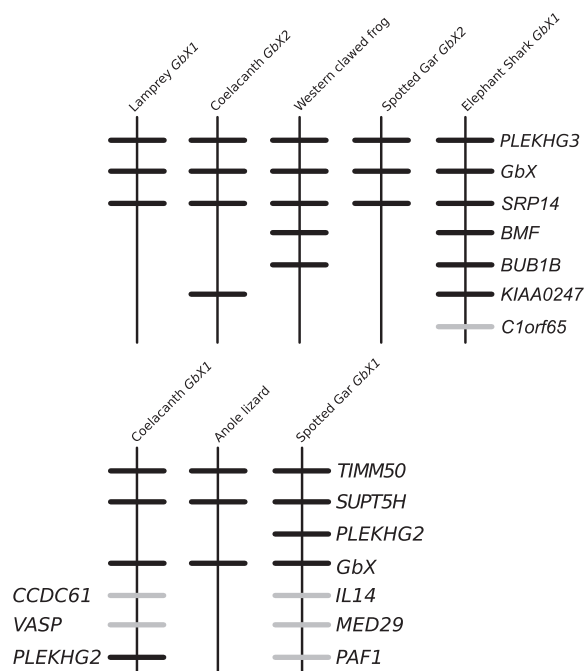 Lamprey GbX1
Coelacanth GbX2
Western clawed frog
Spotted Gar GbX2
Elephant Shark GbX1
PLEKHG3
GbX
SRP14
BMF
BUB1B
KIAA0247
C1orf65
Coelacanth GbX1
Anole lizard
Spotted Gar GbX1
TIMM50
SUPT5H
PLEKHG2
GbX
CCDC61 IL14
VASP MED29
PLEKHG2 PAF1